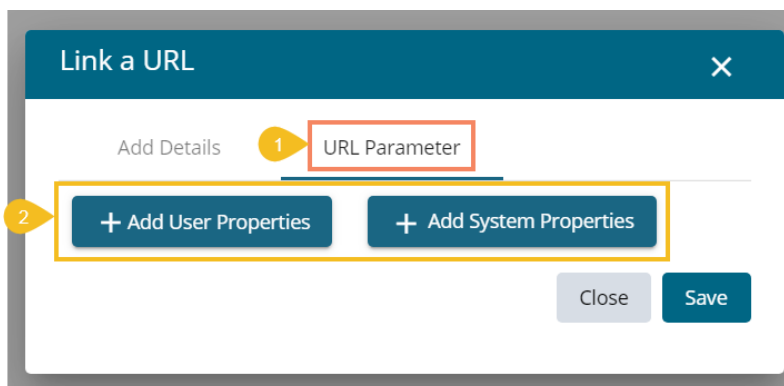 Link a URL
Add Details
1
URL Parameter
2
+ Add User Properties
+ Add System Properties
Close
Save